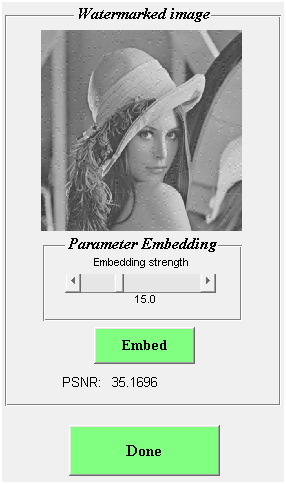 Watermarked image
Parameter Embedding
Embedding strength
15.0
Embed
PSNR: 35.1696
Done